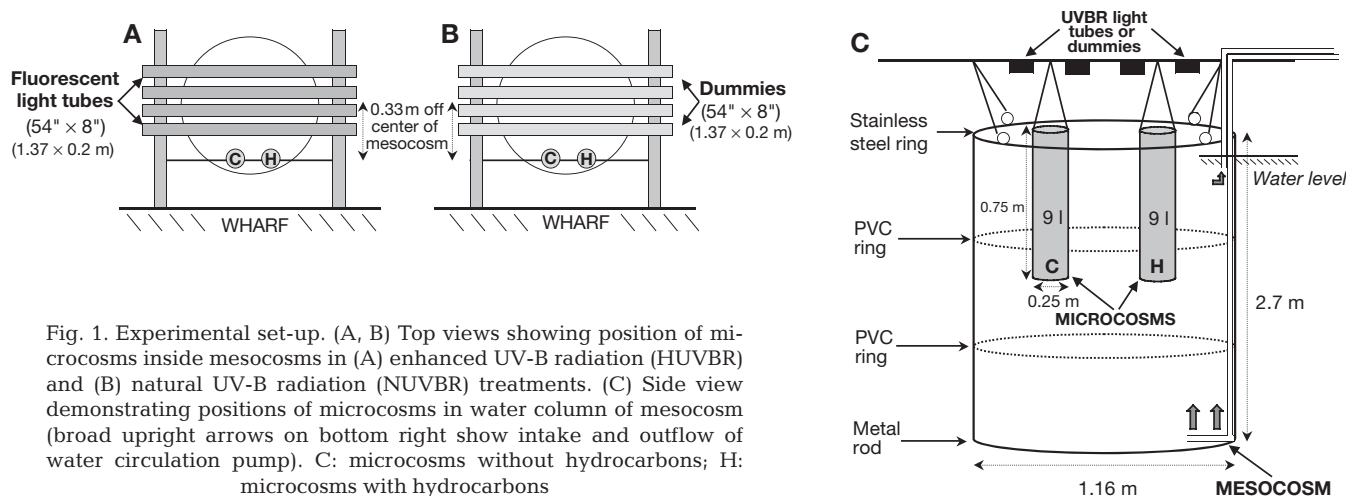 A
Fluorescent
light tubes
(54" × 8")
(1.37 × 0.2 m)
C H
WHARF
0.33 m off
center of
mesocosm
B
Dummies
(54" × 8")
(1.37 × 0.2 m)
C H
WHARF
C
UVBR light
tubes or
dummies
Stainless
steel ring
Water level
0.75 m
9 l 9 l
PVC
ring
C H
0.25 m
MICROCOSMS
2.7 m
PVC
ring
Metal
rod
1.16 m
MESOCOSM
Fig. 1. Experimental set-up. (A, B) Top views showing position of mi-
crocosms inside mesocosms in (A) enhanced UV-B radiation (HUVBR)
and (B) natural UV-B radiation (NUVBR) treatments. (C) Side view
demonstrating positions of microcosms in water column of mesocosm
(broad upright arrows on bottom right show intake and outflow of
water circulation pump). C: microcosms without hydrocarbons; H:
microcosms with hydrocarbons